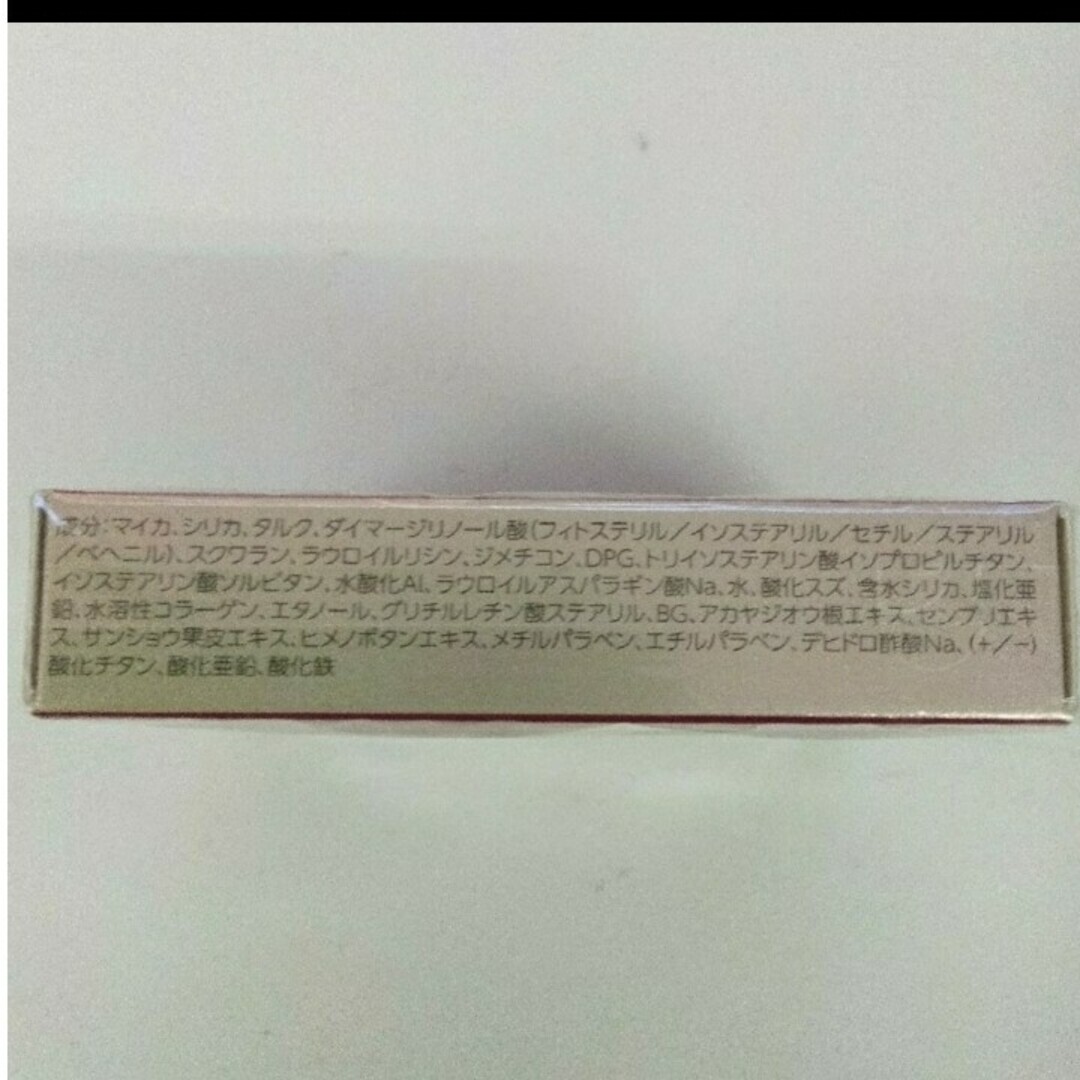 成分:マイカ、シリカ、タルク、ダイマージリノール酸(フィトステリル／イソステアリル／セチル／ステアリル
／ベヘニル)、スクワラン、ラウロイルリシン、ジメチコン、DPG、トリイソステアリン酸イソプロピルチタン、
イソステアリン酸ソルビタン、水酸化Al、ラウロイルアスパラギン酸Na、水、酸化スズ、含水シリカ、塩化亜
鉛、水溶性コラーゲン、エタノール、グリチルレチン酸ステアリル、BG、アカヤジオウ根エキス、センブリエキ
ス、サンショウ果皮エキス、ヒメノボタンエキス、メチルパラベン、エチルパラベン、デヒドロ酢酸Na、(+／−)
酸化チタン、酸化亜鉛、酸化鉄